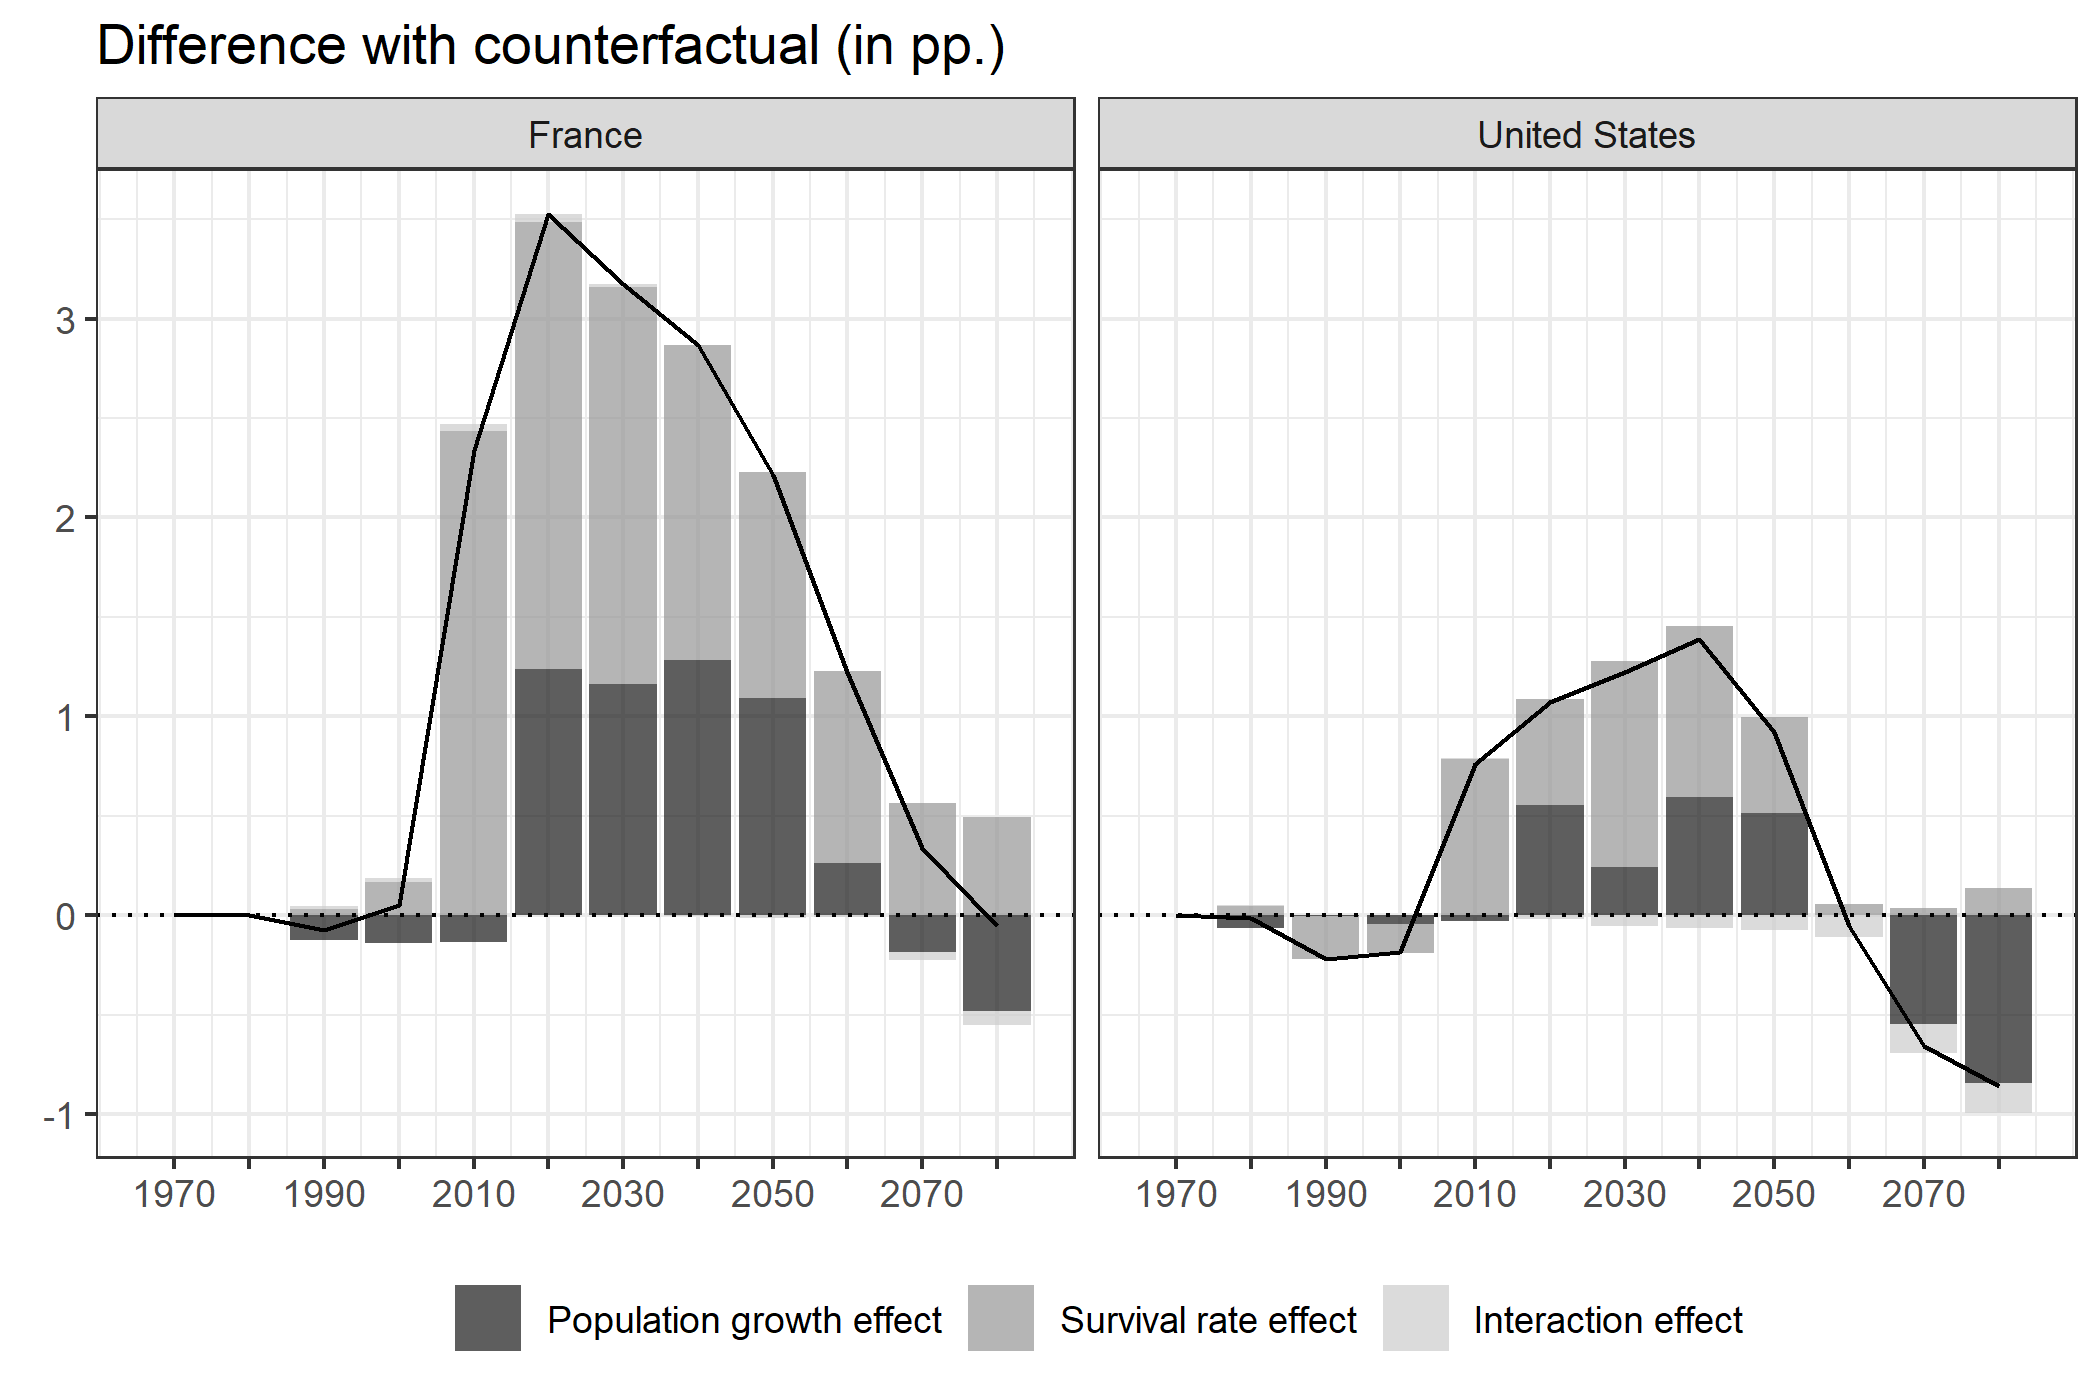 Difference with counterfactual (in pp.)
France
United States
3
2
1
0
-1
1970 1990 2010 2030 2050 2070
1970 1990 2010 2030 2050 2070
Population growth effect
Survival rate effect
Interaction effect